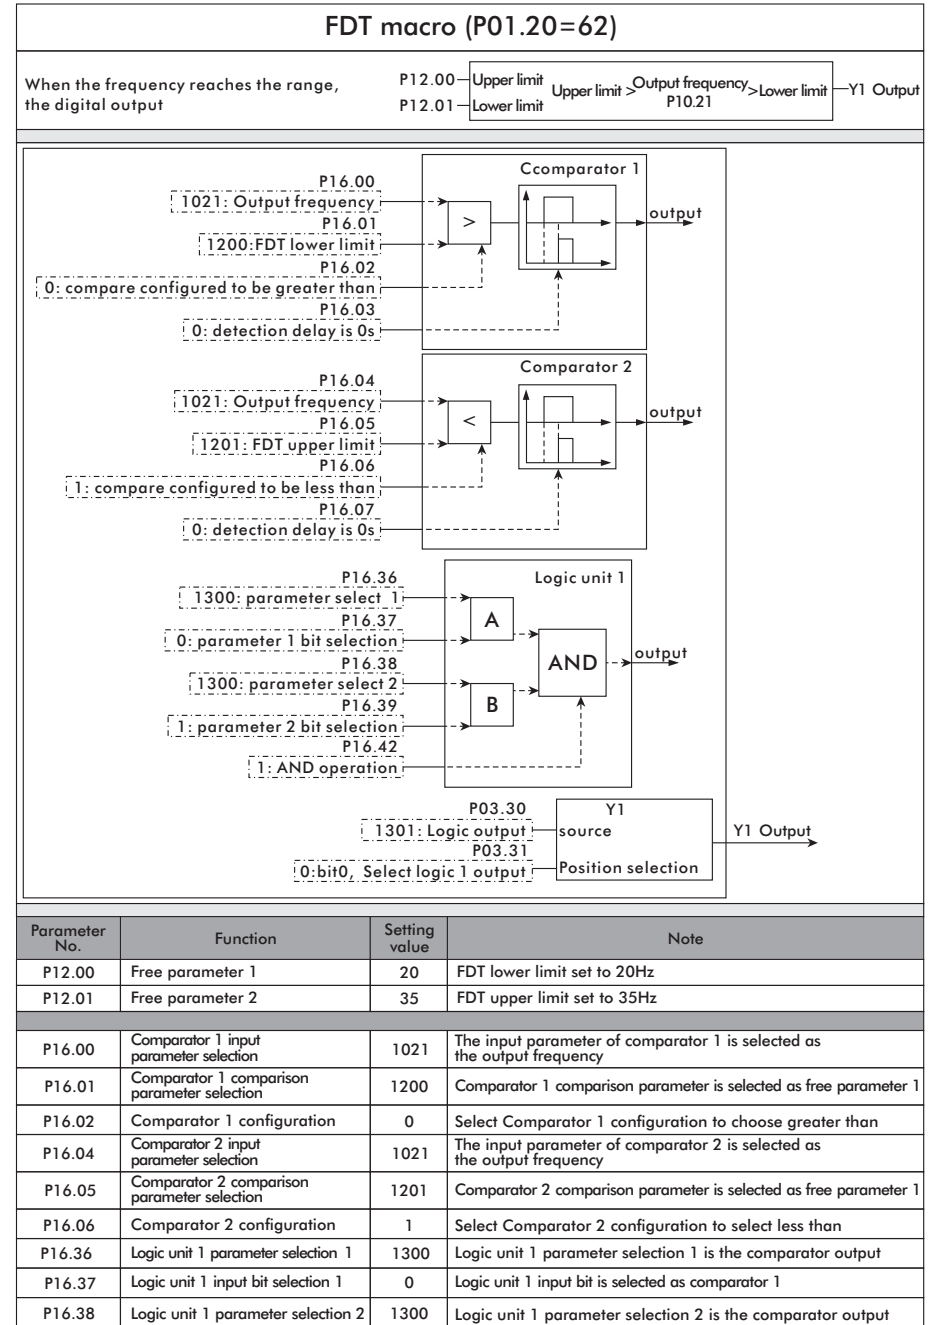 FDT macro (P01.20=62)
When the frequency reaches the range,
the digital output
P12.00 Upper limit
P12.01 Lower limit
Upper limit > Output frequency > Lower limit
P10.21
Y1 Output
Ccomparator 1
P16.00
1021: Output frequency
P16.01
1200:FDT lower limit
P16.02
0: compare configured to be greater than
P16.03
0: detection delay is 0s
>
output
Comparator 2
P16.04
1021: Output frequency
P16.05
1201: FDT upper limit
P16.06
1: compare configured to be less than
P16.07
0: detection delay is 0s
<
output
Logic unit 1
P16.36
1300: parameter select 1
P16.37
0: parameter 1 bit selection
P16.38
1300: parameter select 2
P16.39
1: parameter 2 bit selection
P16.42
1: AND operation
A
B
AND
output
P03.30
1301: Logic output
P03.31
0:bit0, Select logic 1 output
Y1
source
Position selection
Y1 Output
Parameter No. Function Setting value Note
P12.00 Free parameter 1 20 FDT lower limit set to 20Hz
P12.01 Free parameter 2 35 FDT upper limit set to 35Hz
P16.00 Comparator 1 input parameter selection 1021 The input parameter of comparator 1 is selected as the output frequency
P16.01 Comparator 1 comparison parameter selection 1200 Comparator 1 comparison parameter is selected as free parameter 1
P16.02 Comparator 1 configuration 0 Select Comparator 1 configuration to choose greater than
P16.04 Comparator 2 input parameter selection 1021 The input parameter of comparator 2 is selected as the output frequency
P16.05 Comparator 2 comparison parameter selection 1201 Comparator 2 comparison parameter is selected as free parameter 1
P16.06 Comparator 2 configuration 1 Select Comparator 2 configuration to select less than
P16.36 Logic unit 1 parameter selection 1 1300 Logic unit 1 parameter selection 1 is the comparator output
P16.37 Logic unit 1 input bit selection 1 0 Logic unit 1 input bit is selected as comparator 1
P16.38 Logic unit 1 parameter selection 2 1300 Logic unit 1 parameter selection 2 is the comparator output